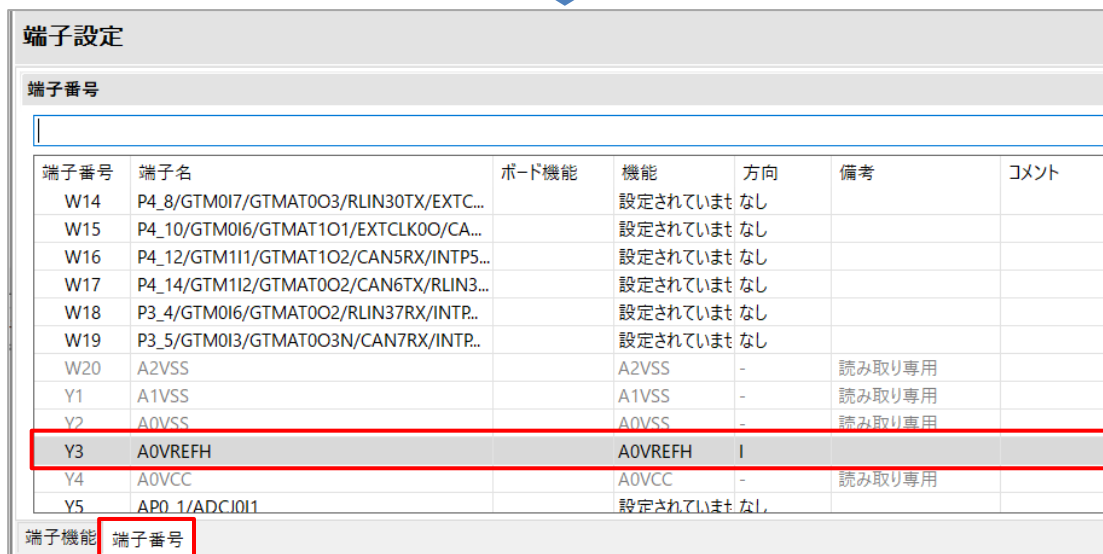 端子設定
端子番号
端子番号 端子名 ボード機能 機能 方向 備考 コメント
W14 P4_8/GTM0I7/GTMAT0O3/RLIN30TX/EXTC... 設定されていませ なし
W15 P4_10/GTM0I6/GTMAT1O1/EXTCLK0O/CA... 設定されていませ なし
W16 P4_12/GTM1I1/GTMAT1O2/CAN5RX/INTP5... 設定されていませ なし
W17 P4_14/GTM1I2/GTMAT0O2/CAN6TX/RLIN3... 設定されていませ なし
W18 P3_4/GTM0I6/GTMAT0O2/RLIN37RX/INTP... 設定されていませ なし
W19 P3_5/GTM0I3/GTMAT0O3N/CAN7RX/INTP... 設定されていませ なし
W20 A2VSS A2VSS - 読み取り専用
Y1 A1VSS A1VSS - 読み取り専用
Y2 A0VSS A0VSS - 読み取り専用
Y3 A0VREFH A0VREFH I
Y4 A0VCC A0VCC - 読み取り専用
Y5 AP0_1/ADCJ0I1 設定されていませ なし
端子機能 端子番号